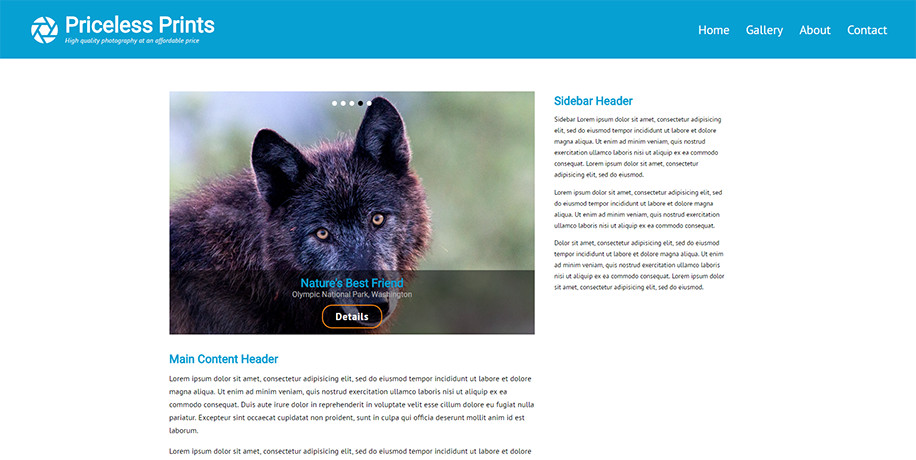 Priceless Prints
High quality photography at an affordable price
Home Gallery About Contact
Nature's Best Friend
Olympic National Park, Washington
Details
Main Content Header
Lorem ipsum dolor sit amet, consectetur adipisicing elit, sed do eiusmod tempor incididunt ut labore et dolore
magna aliqua. Ut enim ad minim veniam, quis nostrud exercitation ullamco laboris nisi ut aliquip ex ea commodo
consequat. Duis aute irure dolor in reprehenderit in voluptate velit esse cillum dolore eu fugiat nulla
pariatur. Excepteur sint occaecat cupidatat non proident, sunt in culpa qui officia deserunt mollit anim id est
laborum.
Lorem ipsum dolor sit amet, consectetur adipisicing elit, sed do eiusmod tempor incididunt ut labore et dolore
Sidebar Header
Sidebar Lorem ipsum dolor sit amet, consectetur adipisicing
elit, sed do eiusmod tempor incididunt ut labore et dolore
magna aliqua. Ut enim ad minim veniam, quis nostrud
exercitation ullamco laboris nisi ut aliquip ex ea commodo
consequat. Lorem ipsum dolor sit amet, consectetur
adipisicing elit, sed do eiusmod.
Lorem ipsum dolor sit amet, consectetur adipisicing elit, sed
do eiusmod tempor incididunt ut labore et dolore magna
aliqua. Ut enim ad minim veniam, quis nostrud exercitation
ullamco laboris nisi ut aliquip ex ea commodo consequat.
Dolor sit amet, consectetur adipisicing elit, sed do eiusmod
tempor incididunt ut labore et dolore magna aliqua. Ut enim
ad minim veniam, quis nostrud exercitation ullamco laboris
nisi ut aliquip ex ea commodo consequat. Lorem ipsum dolor
sit amet, consectetur adipisicing elit, sed do eiusmod.